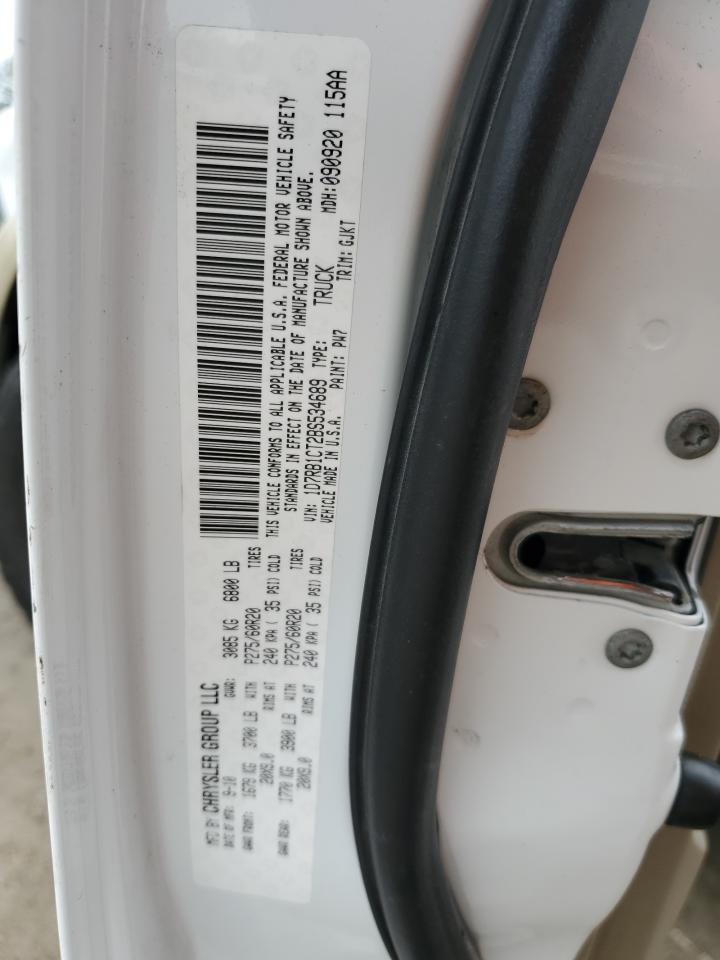 MFD BY CHRYSLER GROUP LLC
DATE OF MFR: 9-10 GVWR: 3085 KG 6800 LB
GAWR FRONT: 1679 KG 3700 LB WITH P275/60R20 TIRES
20X9.0 RIMS AT 240 KPA ( 35 PSI) COLD
GAWR REAR: 1770 KG 3900 LB WITH P275/60R20 TIRES
20X9.0 RIMS AT 240 KPA ( 35 PSI) COLD
THIS VEHICLE CONFORMS TO ALL APPLICABLE U.S.A. FEDERAL MOTOR VEHICLE SAFETY
STANDARDS IN EFFECT ON THE DATE OF MANUFACTURE SHOWN ABOVE.
VIN: 1D7RB1CT2BS534689 TYPE: TRUCK MDH:090920 115AA
VEHICLE MADE IN U.S.A. PAINT: PW7 TRIM: GJKT